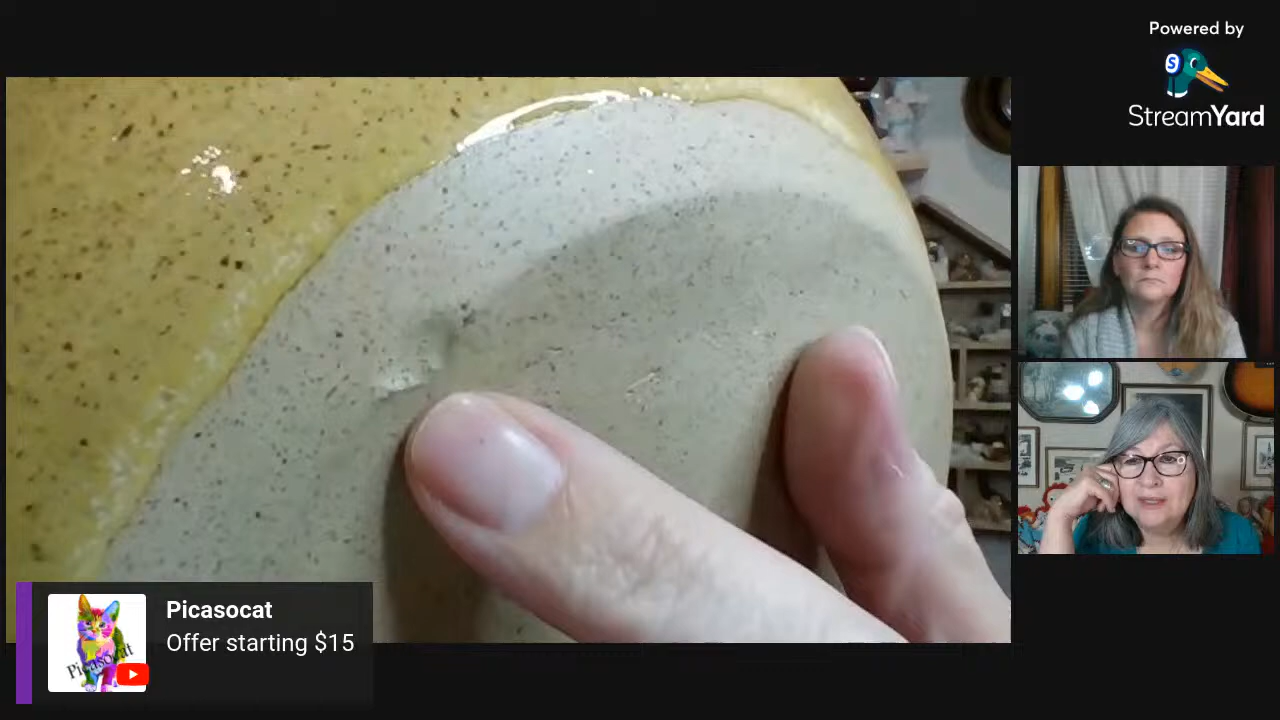 Powered by
S
StreamYard
Picasocat
Offer starting $15
Picasocat